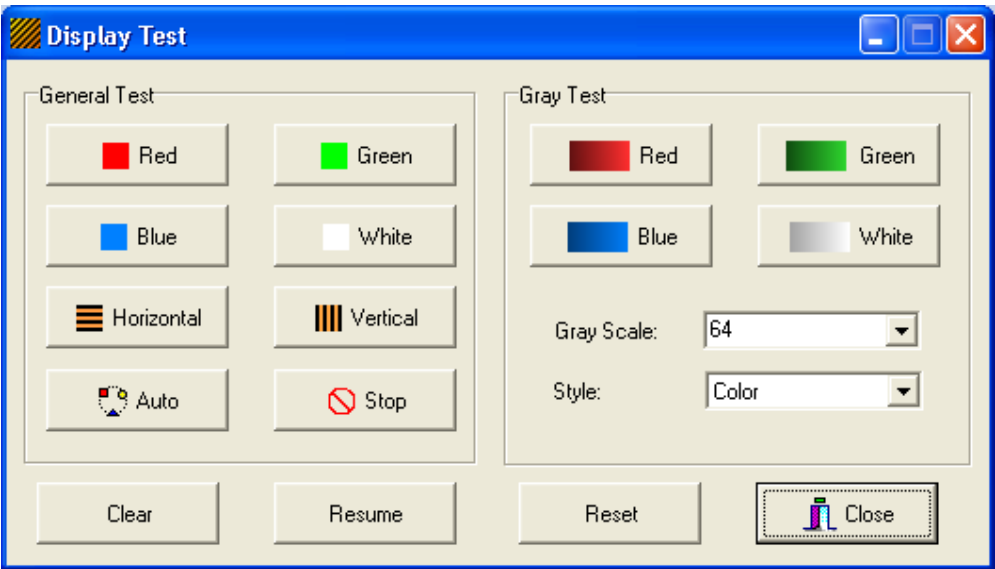 Display Test
General Test
Red
Green
Blue
White
Horizontal
Vertical
Auto
Stop
Gray Test
Red
Green
Blue
White
Gray Scale: 64
Style: Color
Clear
Resume
Reset
Close